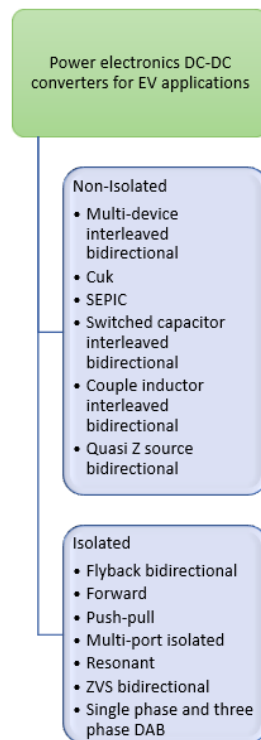 Power electronics DC-DC
converters for EV applications
Non-Isolated
• Multi-device
interleaved
bidirectional
• Cuk
• SEPIC
• Switched capacitor
interleaved
bidirectional
• Couple inductor
interleaved
bidirectional
• Quasi Z source
bidirectional
Isolated
• Flyback bidirectional
• Forward
• Push-pull
• Multi-port isolated
• Resonant
• ZVS bidirectional
• Single phase and three
phase DAB